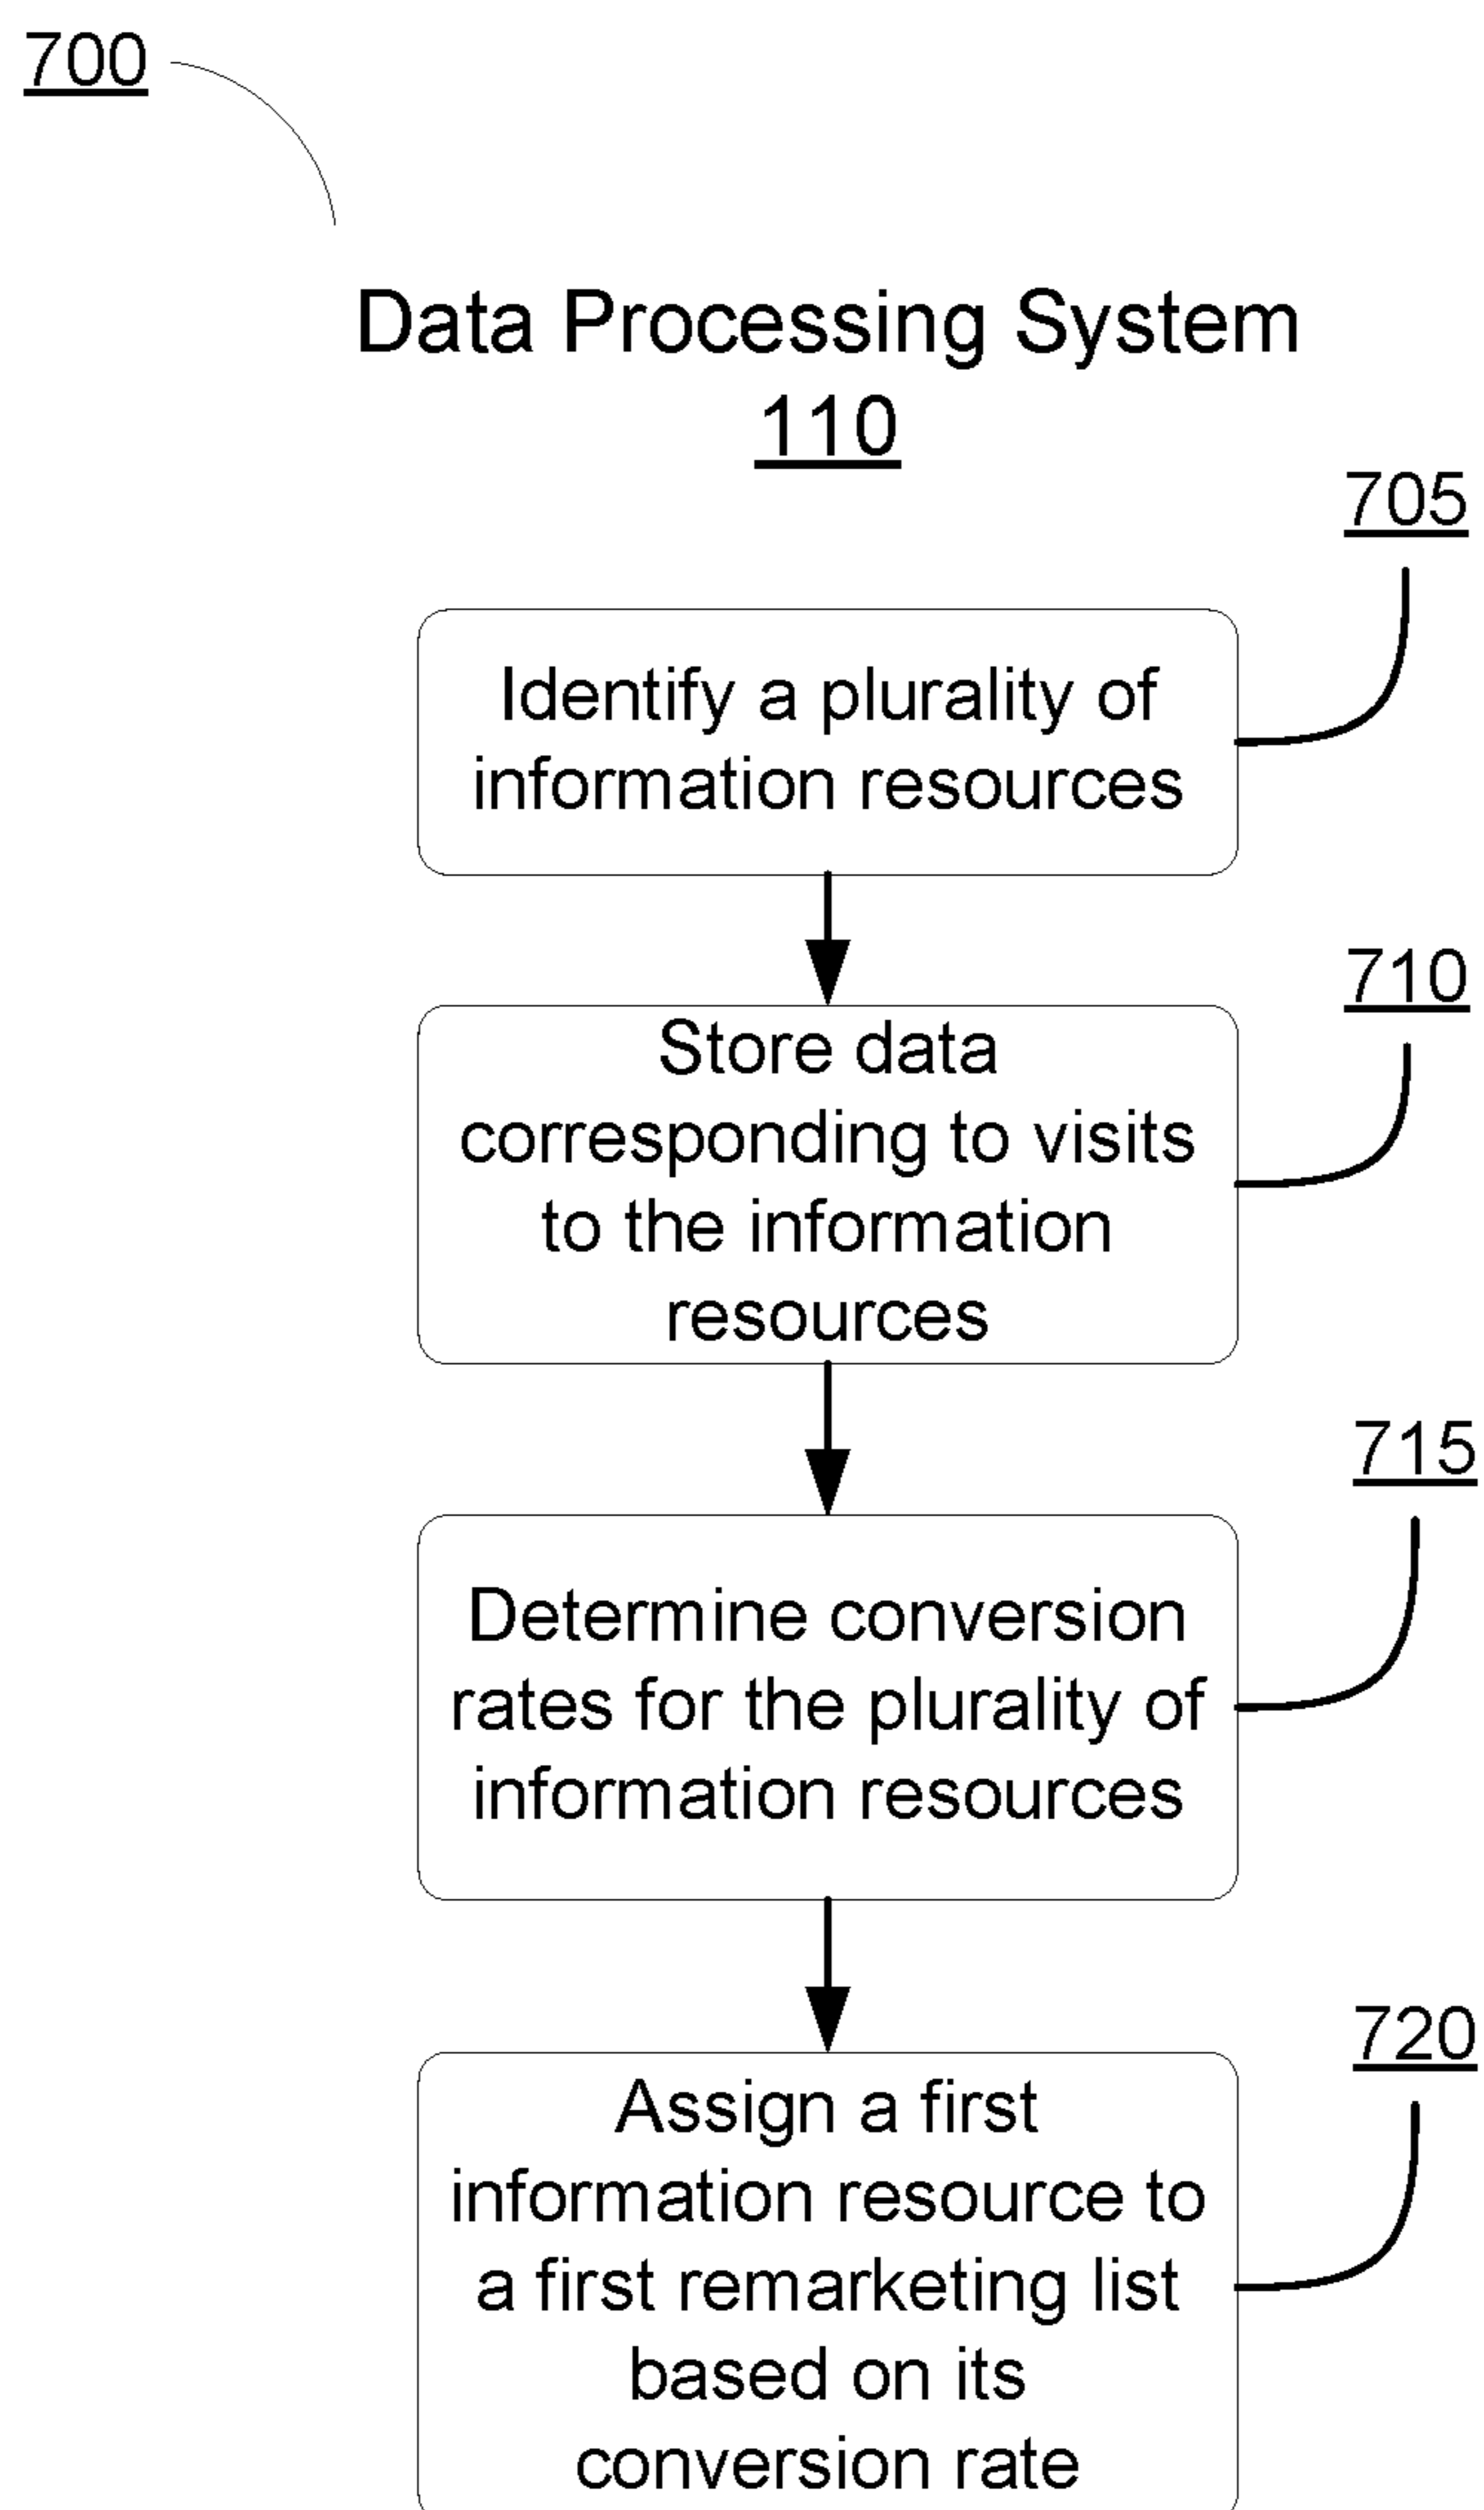 700
Data Processing System
110
705
Identify a plurality of
information resources
710
Store data
corresponding to visits
to the information
resources
715
Determine conversion
rates for the plurality of
information resources
720
Assign a first
information resource to
a first remarketing list
based on its
conversion rate